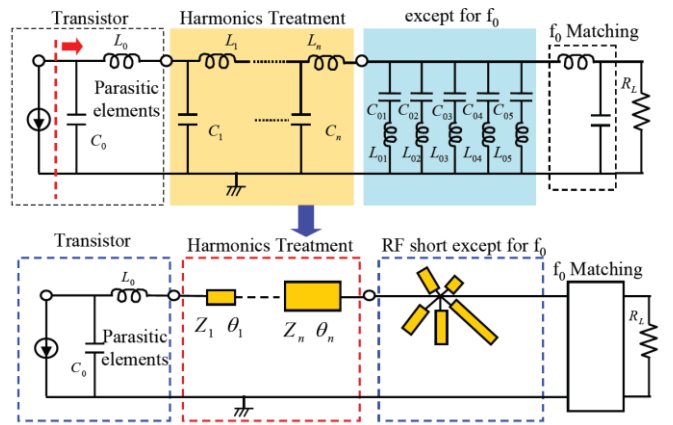 Transistor
Harmonics Treatment
except for f₀
f₀ Matching
L₀
L₁
Lₙ
Parasitic
elements
C₀
C₁
Cₙ
C₀₁ C₀₂ C₀₃ C₀₄ C₀₅
L₀₁ L₀₂ L₀₃ L₀₄ L₀₅
R_L
Transistor
Harmonics Treatment
RF short except for f₀
f₀ Matching
L₀
Parasitic
elements
C₀
Z₁ θ₁
Zₙ θₙ
R_L